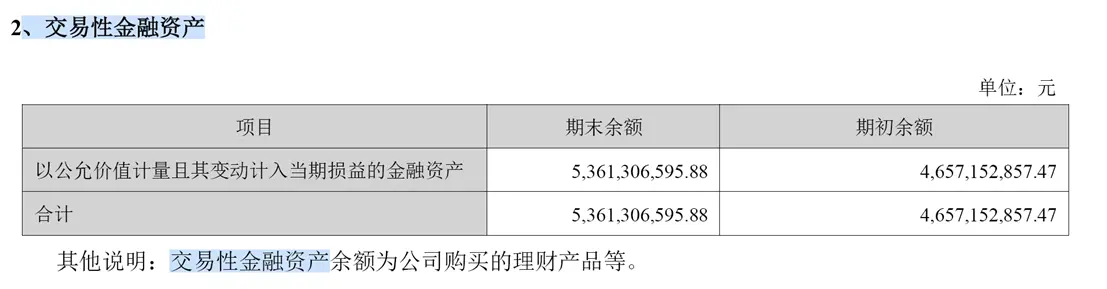 2、交易性金融资产
单位：元
项目 期末余额 期初余额
以公允价值计量且其变动计入当期损益的金融资产 5,361,306,595.88 4,657,152,857.47
合计 5,361,306,595.88 4,657,152,857.47
其他说明：交易性金融资产余额为公司购买的理财产品等。